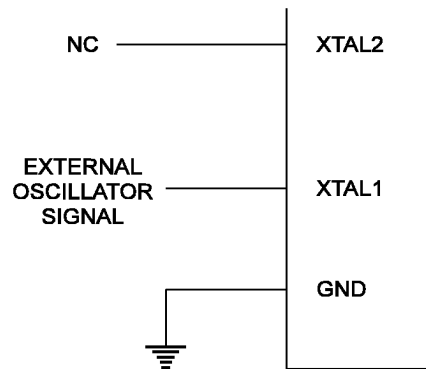 NC
XTAL2
EXTERNAL
OSCILLATOR
SIGNAL
XTAL1
GND